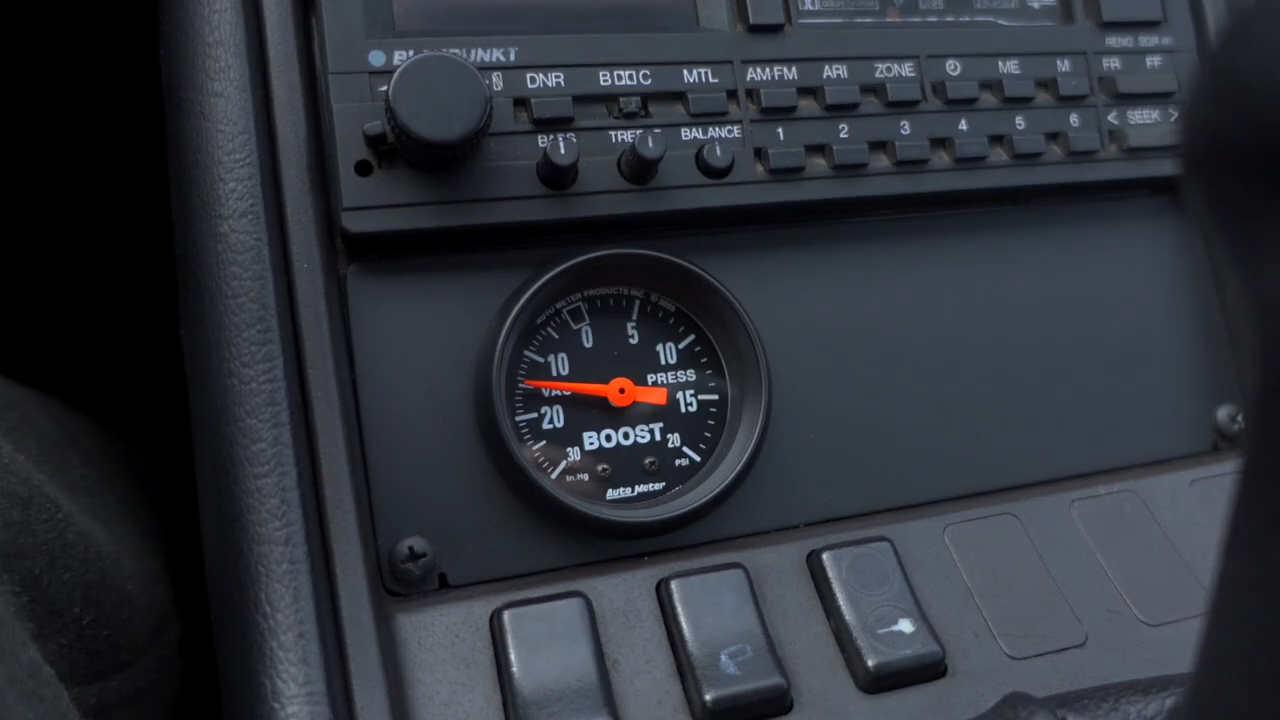 BLAUPUNKT
DNR
MTL
AM·FM
ARI
ZONE
ME
FR
FF
BASS
BALANCE
1
2
3
4
5
6
< SEEK >
AUTO METER PRODUCTS INC.
0
5
10
10
PRESS
VAC
15
20
BOOST
20
30
PSI
In.Hg
Auto Meter